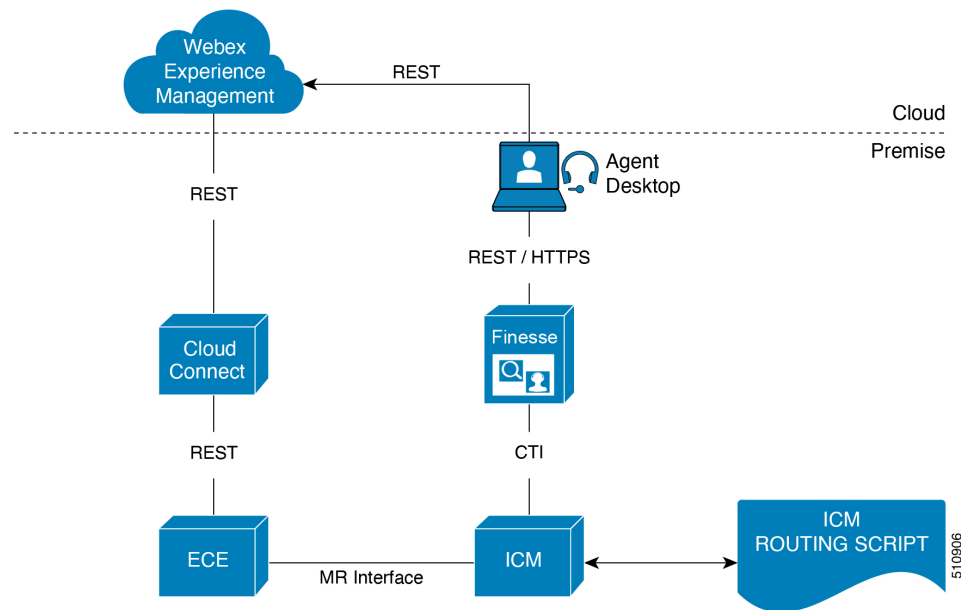 Webex
Experience
Management
REST
Cloud
Premise
Agent
Desktop
REST
REST / HTTPS
Finesse
Cloud
Connect
REST
CTI
ECE
MR Interface
ICM
ICM
ROUTING SCRIPT
510906